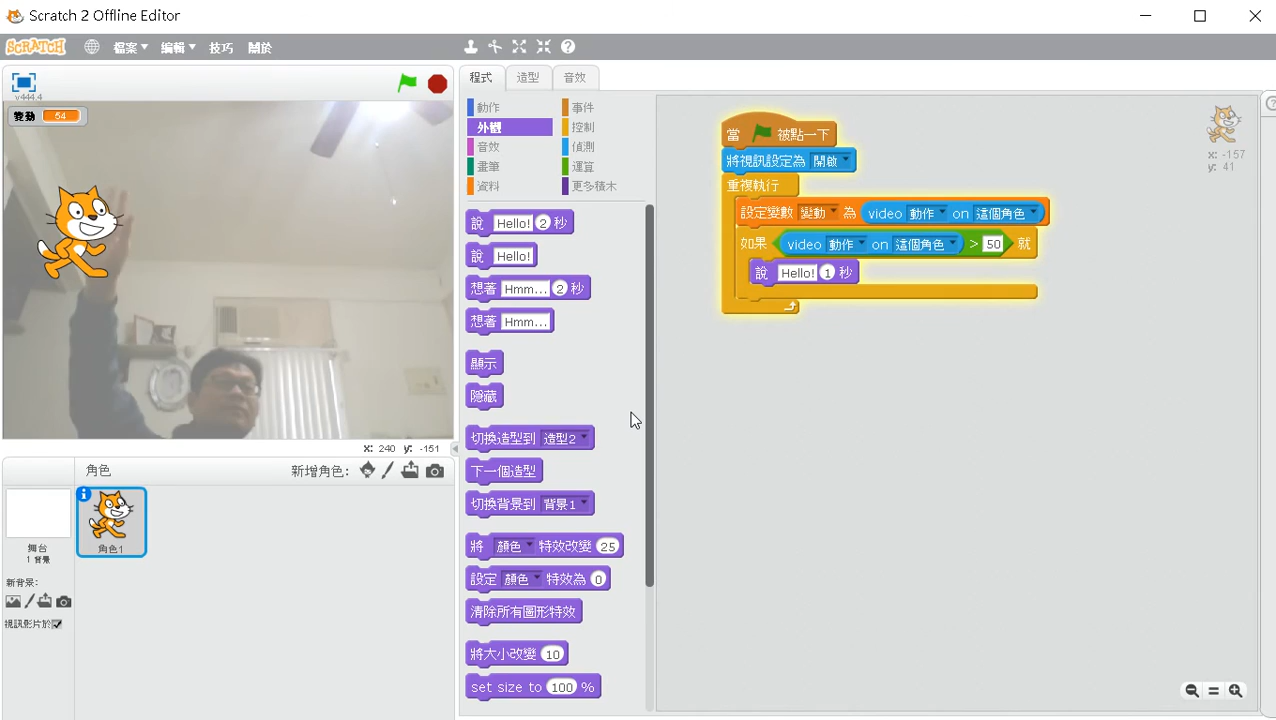 Scratch 2 Offline Editor
SCRATCH 檔案 編輯 技巧 關於
v444.4
變動 54
x: 240 y: -151
角色 新增角色:
舞台
1 背景
角色1
新背景:
視訊影片於
程式 造型 音效
動作 事件
外觀 控制
音效 偵測
畫筆 運算
資料 更多積木
說 Hello! 2 秒
說 Hello!
想著 Hmm... 2 秒
想著 Hmm...
顯示
隱藏
切換造型到 造型2
下一個造型
切換背景到 背景1
將 顏色 特效改變 25
設定 顏色 特效為 0
清除所有圖形特效
將大小改變 10
set size to 100 %
當 被點一下
將視訊設定為 開啟
重複執行
設定變數 變動 為 video 動作 on 這個角色
如果 video 動作 on 這個角色 > 50 就
說 Hello! 1 秒
x: -157
y: 41